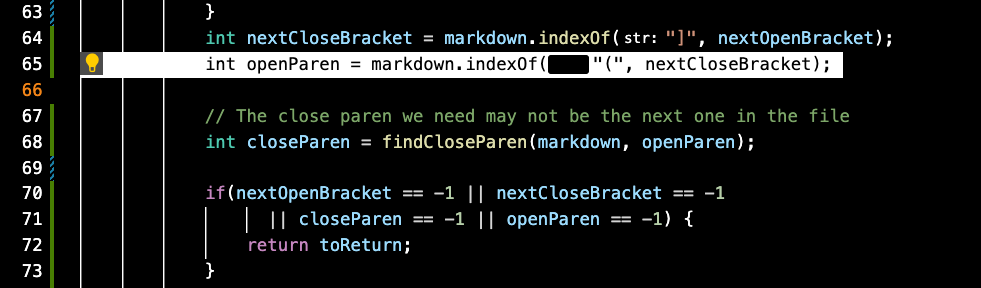 63 }
64 int nextCloseBracket = markdown.indexOf(str: "]", nextOpenBracket);
65 int openParen = markdown.indexOf( "(", nextCloseBracket);
66
67 // The close paren we need may not be the next one in the file
68 int closeParen = findCloseParen(markdown, openParen);
69
70 if(nextOpenBracket == -1 || nextCloseBracket == -1
71 || closeParen == -1 || openParen == -1) {
72 return toReturn;
73 }